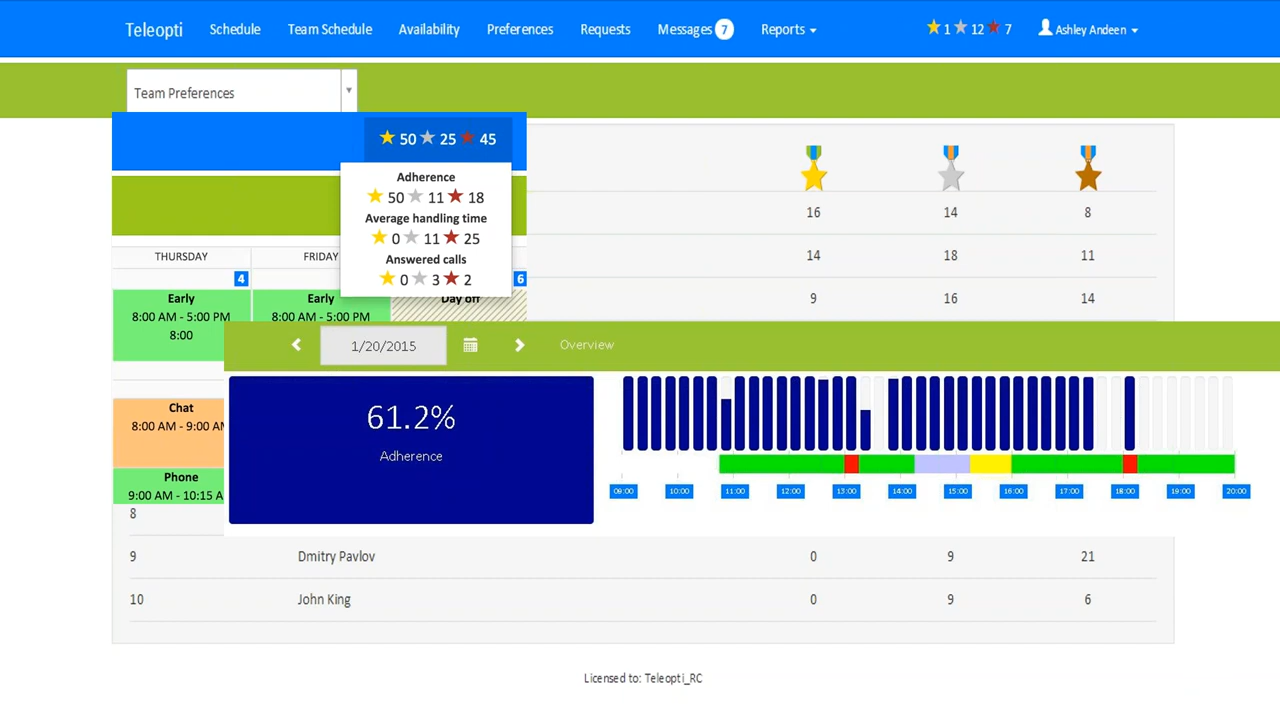 Teleopti Schedule Team Schedule Availability Preferences Requests Messages 7 Reports 1 12 7 Ashley Andeen
Team Preferences
50 25 45
Adherence
50 11 18
Average handling time
0 11 25
Answered calls
0 3 2
16 14 8
14 18 11
9 16 14
THURSDAY FRIDAY
4 6
Early Early Day off
8:00 AM - 5:00 PM 8:00 AM - 5:00 PM
8:00
1/20/2015 Overview
Chat
8:00 AM - 9:00 AM
Phone
9:00 AM - 10:15 A
61.2%
Adherence
09:00 10:00 11:00 12:00 13:00 14:00 15:00 16:00 17:00 18:00 19:00 20:00
8
9 Dmitry Pavlov 0 9 21
10 John King 0 9 6
Licensed to: Teleopti_RC